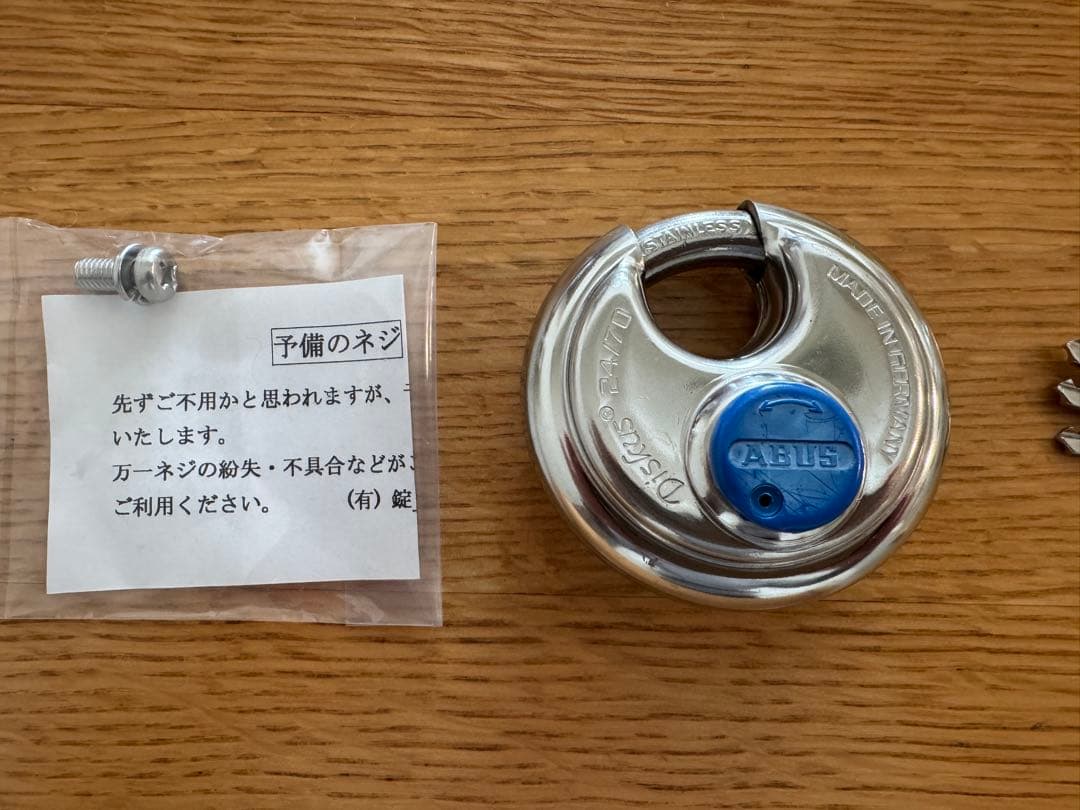 予備のネジ
先ずご不用かと思われますが、
いたします。
万一ネジの紛失・不具合などが
ご利用ください。 (有) 錠
STAINLESS
MADE IN GERMANY
Diskus® 24/70
ABUS